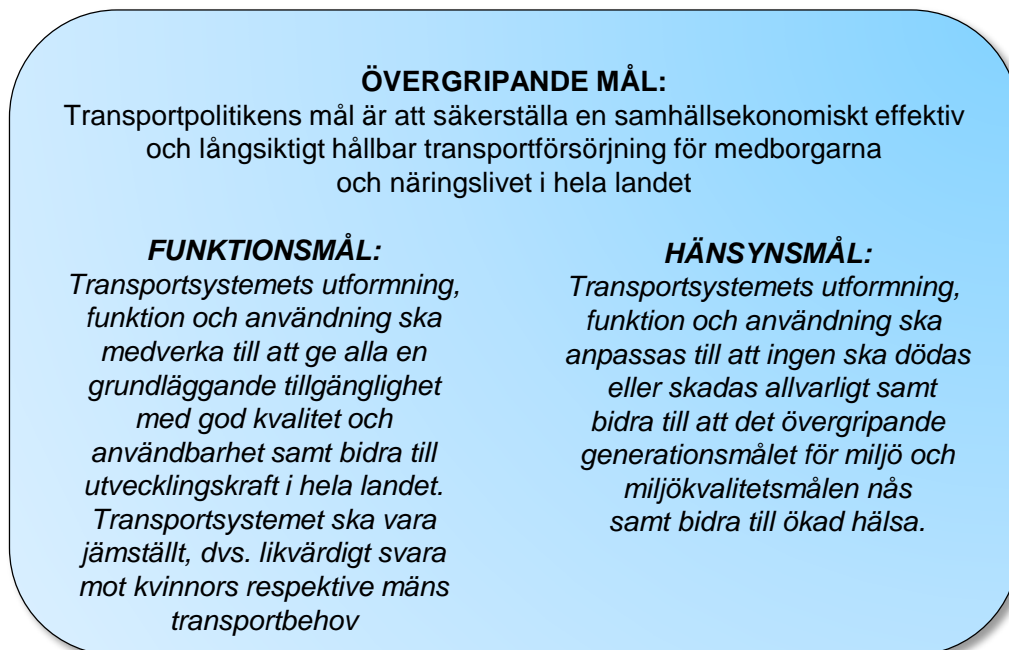 ÖVERGRIPANDE MÅL:
Transportpolitikens mål är att säkerställa en samhällsekonomiskt effektiv
och långsiktigt hållbar transportförsörjning för medborgarna
och näringslivet i hela landet
FUNKTIONSMÅL:
Transportsystemets utformning,
funktion och användning ska
medverka till att ge alla en
grundläggande tillgänglighet
med god kvalitet och
användbarhet samt bidra till
utvecklingskraft i hela landet.
Transportsystemet ska vara
jämställt, dvs. likvärdigt svara
mot kvinnors respektive mäns
transportbehov
HÄNSYNSMÅL:
Transportsystemets utformning,
funktion och användning ska
anpassas till att ingen ska dödas
eller skadas allvarligt samt
bidra till att det övergripande
generationsmålet för miljö och
miljökvalitetsmålen nås
samt bidra till ökad hälsa.